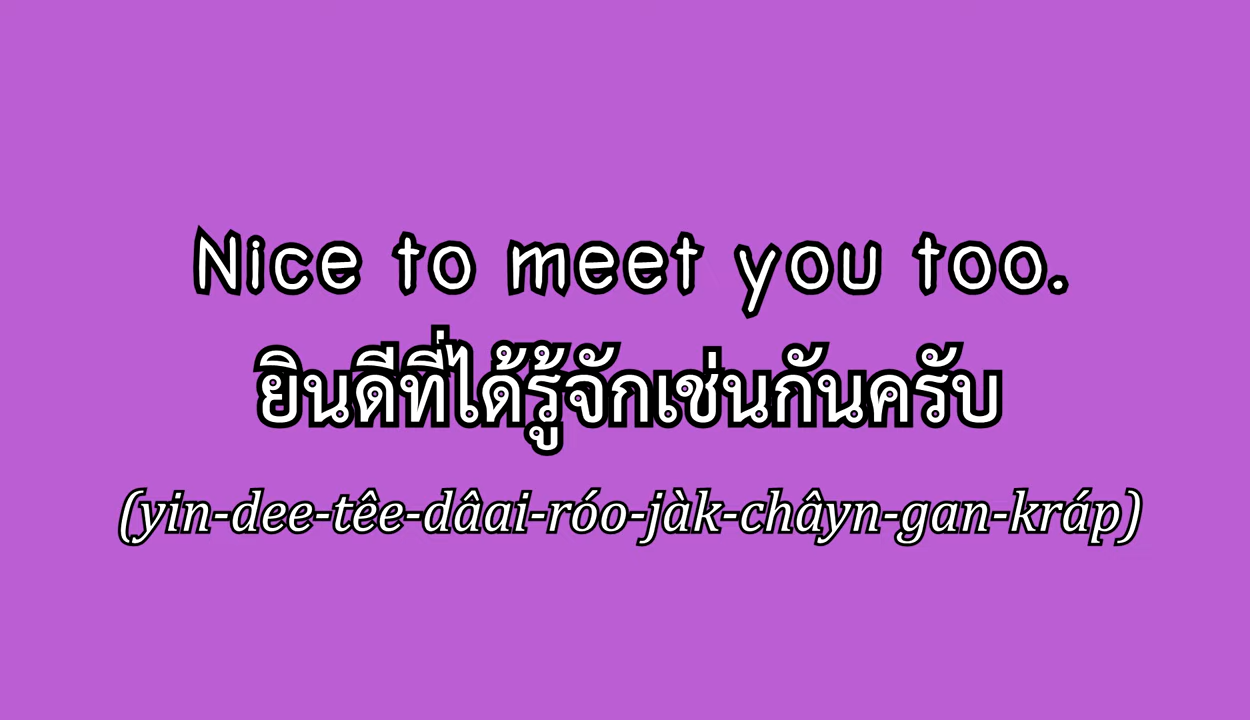 Nice to meet you too.
ยินดีที่ได้รู้จักเช่นกันครับ
(yin-dee-têe-dâai-róo-jàk-châyn-gan-kráp)